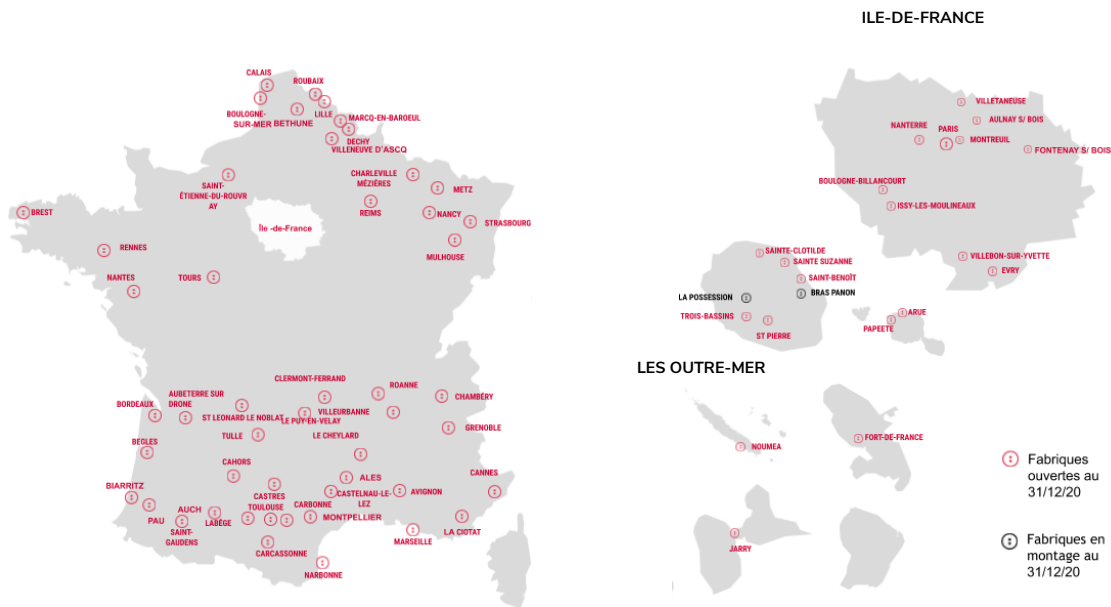 ILE-DE-FRANCE
CALAIS
ROUBAIX
BOULOGNE-
SUR-MER
BETHUNE
LILLE
MARCQ-EN-BAROEUL
DECHY
VILLENEUVE D'ASCQ
SAINT-
ÉTIENNE-DU-ROUVR
AY
CHARLEVILLE
MÉZIÈRES
METZ
REIMS
NANCY
STRASBOURG
MULHOUSE
BREST
Île -de-France
RENNES
NANTES
TOURS
CLERMONT-FERRAND
ROANNE
AUBETERRE SUR
DRONE
BORDEAUX
ST LEONARD LE NOBLAT
LE PUY-EN-VELAY
VILLEURBANNE
CHAMBÉRY
GRENOBLE
TULLE
LE CHEYLARD
BEGLES
CAHORS
ALES
CANNES
BIARRITZ
CASTRES
CASTELNAU-LE-
LEZ
AVIGNON
PAU
AUCH
LABÈGE
TOULOUSE
CARBONNE
MONTPELLIER
SAINT-
GAUDENS
LA CIOTAT
MARSEILLE
CARCASSONNE
NARBONNE
VILLETANEUSE
AULNAY S/ BOIS
NANTERRE
PARIS
MONTREUIL
FONTENAY S/ BOIS
BOULOGNE-BILLANCOURT
ISSY-LES-MOULINEAUX
VILLEBON-SUR-YVETTE
EVRY
SAINTE-CLOTILDE
SAINTE SUZANNE
SAINT-BENOÎT
LA POSSESSION
BRAS PANON
TROIS-BASSINS
ST PIERRE
ARUE
PAPEETE
LES OUTRE-MER
NOUMEA
FORT-DE-FRANCE
JARRY
Fabriques
ouvertes au
31/12/20
Fabriques en
montage au
31/12/20